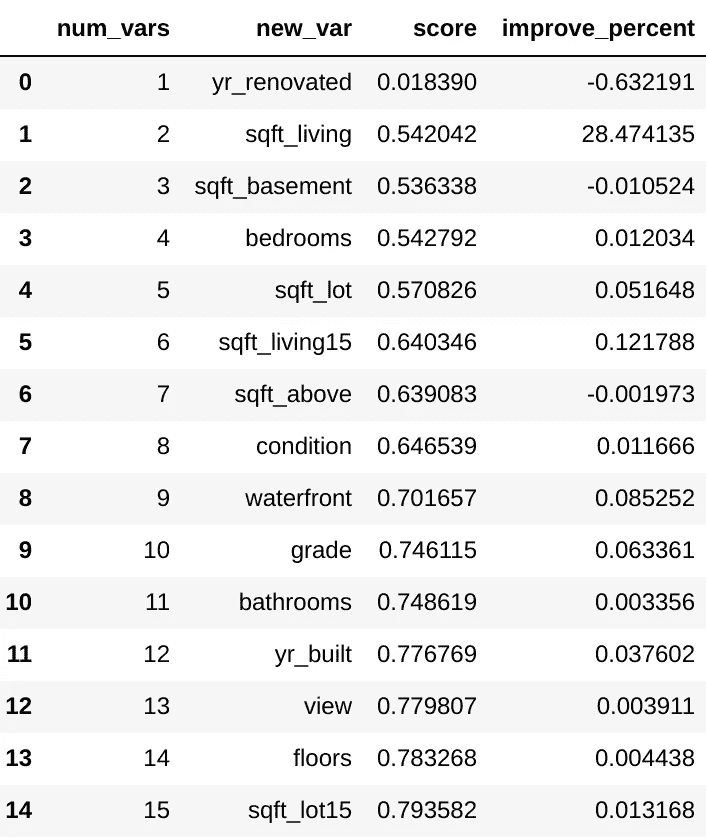 num_vars new_var score improve_percent
0 1 yr_renovated 0.018390 -0.632191
1 2 sqft_living 0.542042 28.474135
2 3 sqft_basement 0.536338 -0.010524
3 4 bedrooms 0.542792 0.012034
4 5 sqft_lot 0.570826 0.051648
5 6 sqft_living15 0.640346 0.121788
6 7 sqft_above 0.639083 -0.001973
7 8 condition 0.646539 0.011666
8 9 waterfront 0.701657 0.085252
9 10 grade 0.746115 0.063361
10 11 bathrooms 0.748619 0.003356
11 12 yr_built 0.776769 0.037602
12 13 view 0.779807 0.003911
13 14 floors 0.783268 0.004438
14 15 sqft_lot15 0.793582 0.013168